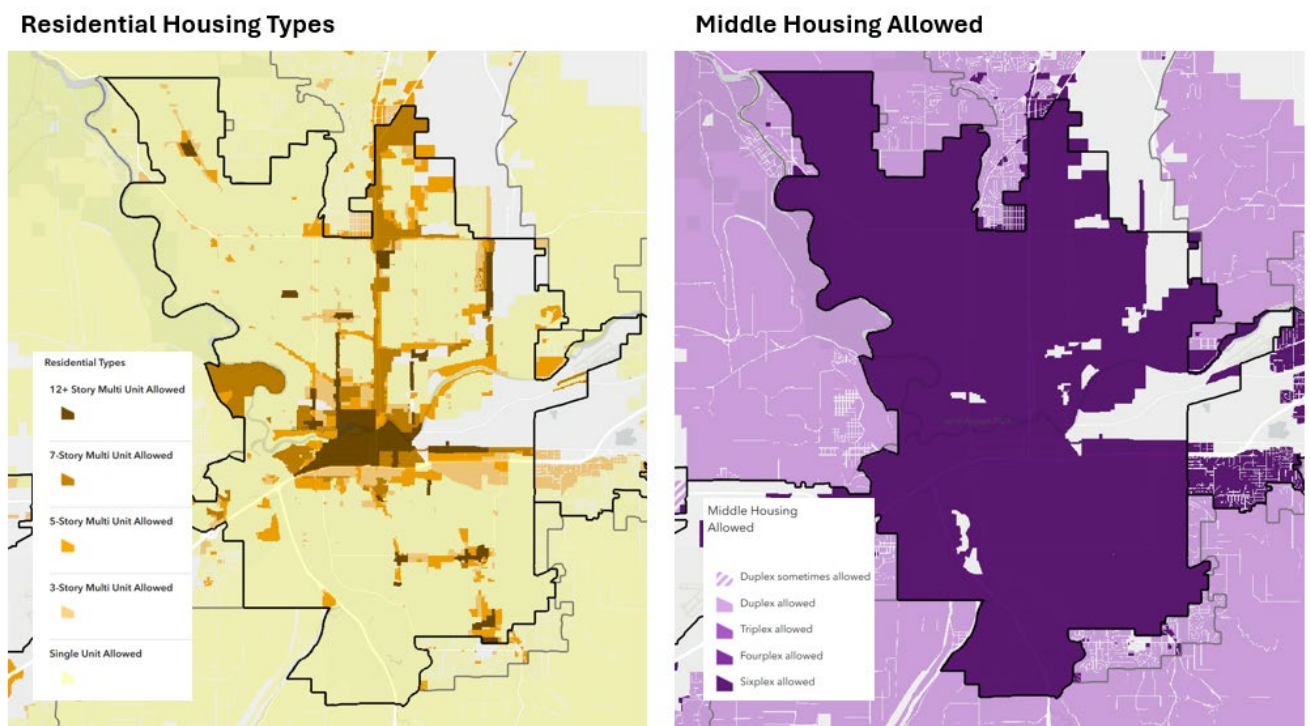 Residential Housing Types
Middle Housing Allowed
Residential Types
12+ Story Multi Unit Allowed
7-Story Multi Unit Allowed
5-Story Multi Unit Allowed
3-Story Multi Unit Allowed
Single Unit Allowed
Middle Housing
Allowed
Duplex sometimes allowed
Duplex allowed
Triplex allowed
Fourplex allowed
Sixplex allowed